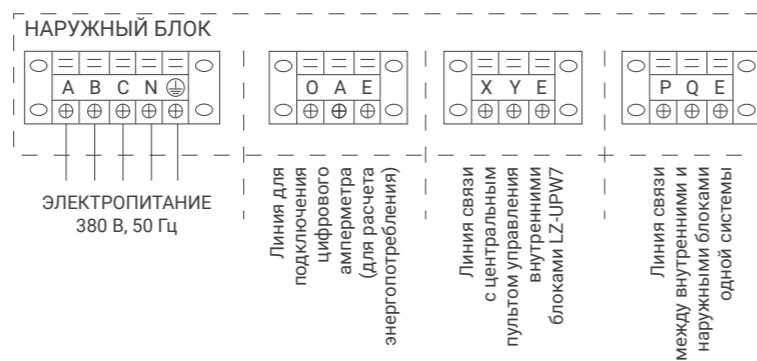 НАРУЖНЫЙ БЛОК
A B C N
O A E
X Y E
P Q E
ЭЛЕКТРОПИТАНИЕ
380 В, 50 Гц
Линия для
подключения
цифрового
амперметра
(для расчета
энергопотребления)
Линия связи
с центральным
пультом управления
внутренними
блоками LZ-UPW7
Линия связи
между внутренними и
наружными блоками
одной системы